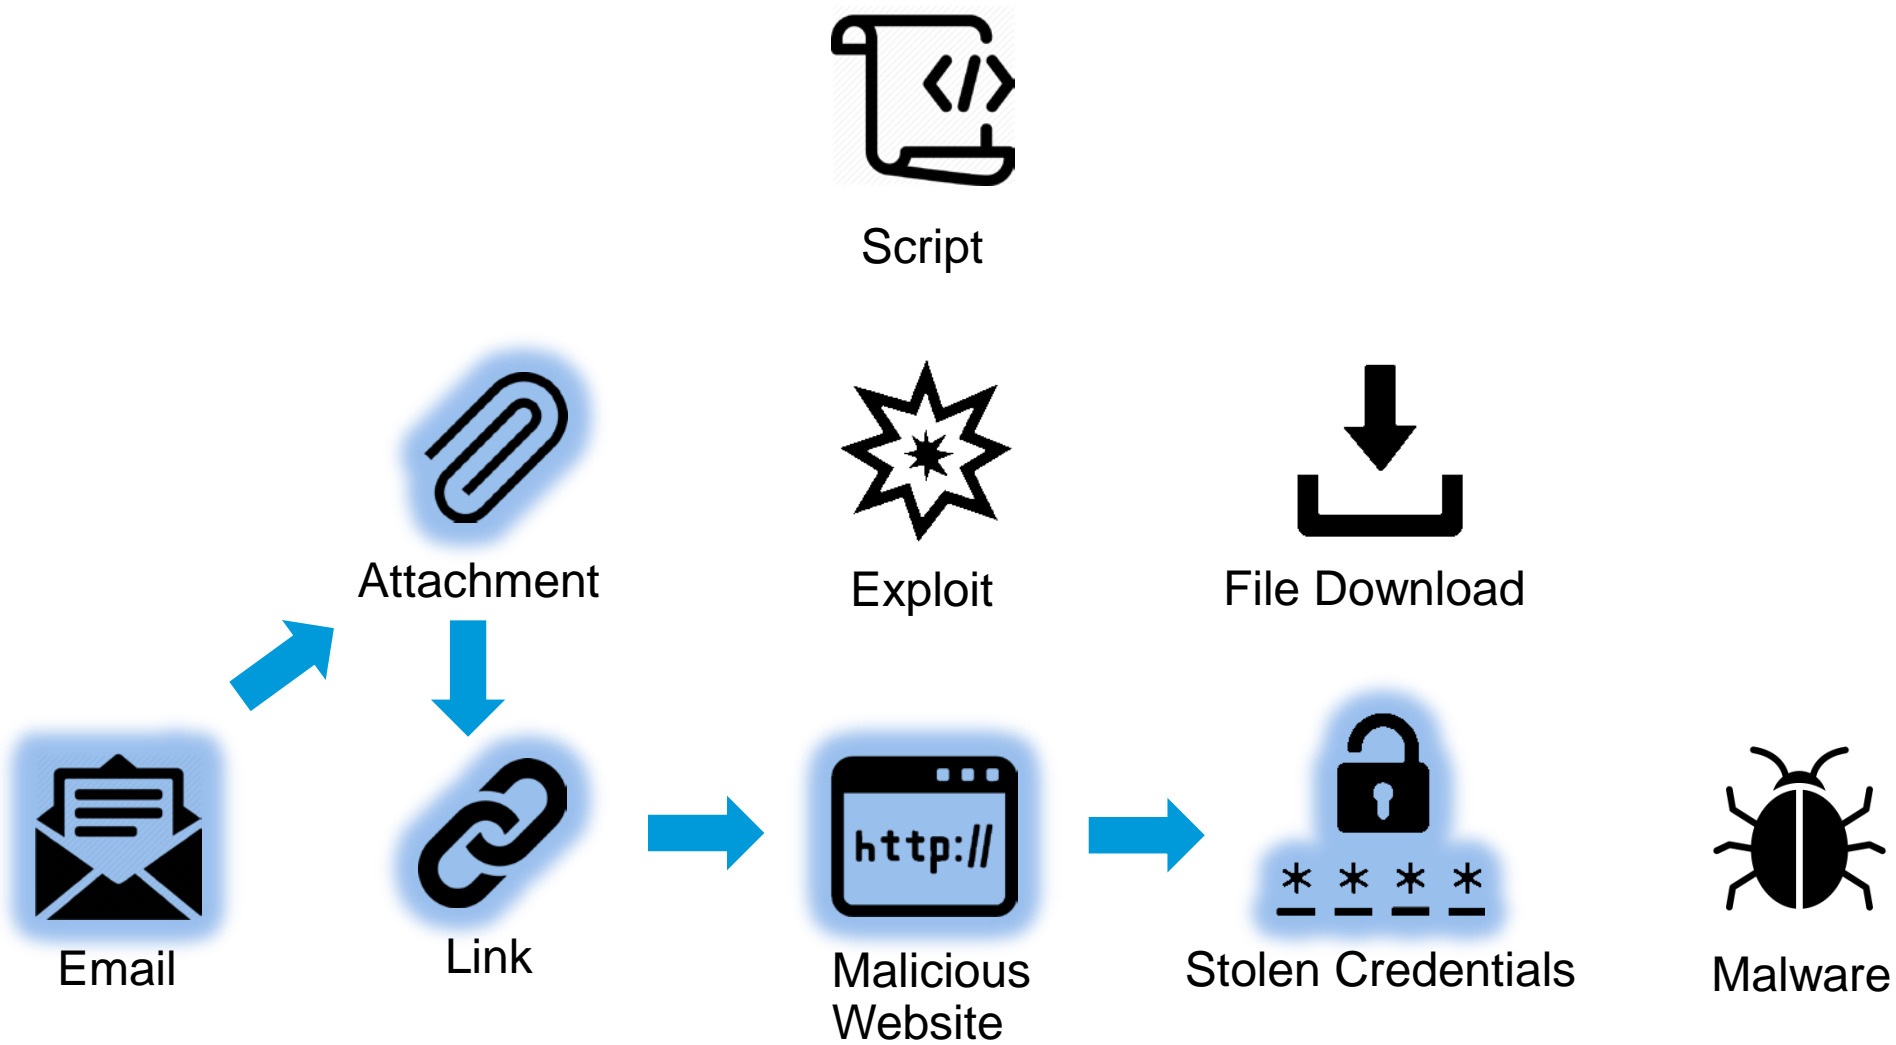 Script
Attachment
Exploit
File Download
http://
* * * *
Email
Link
Malicious
Website
Stolen Credentials
Malware